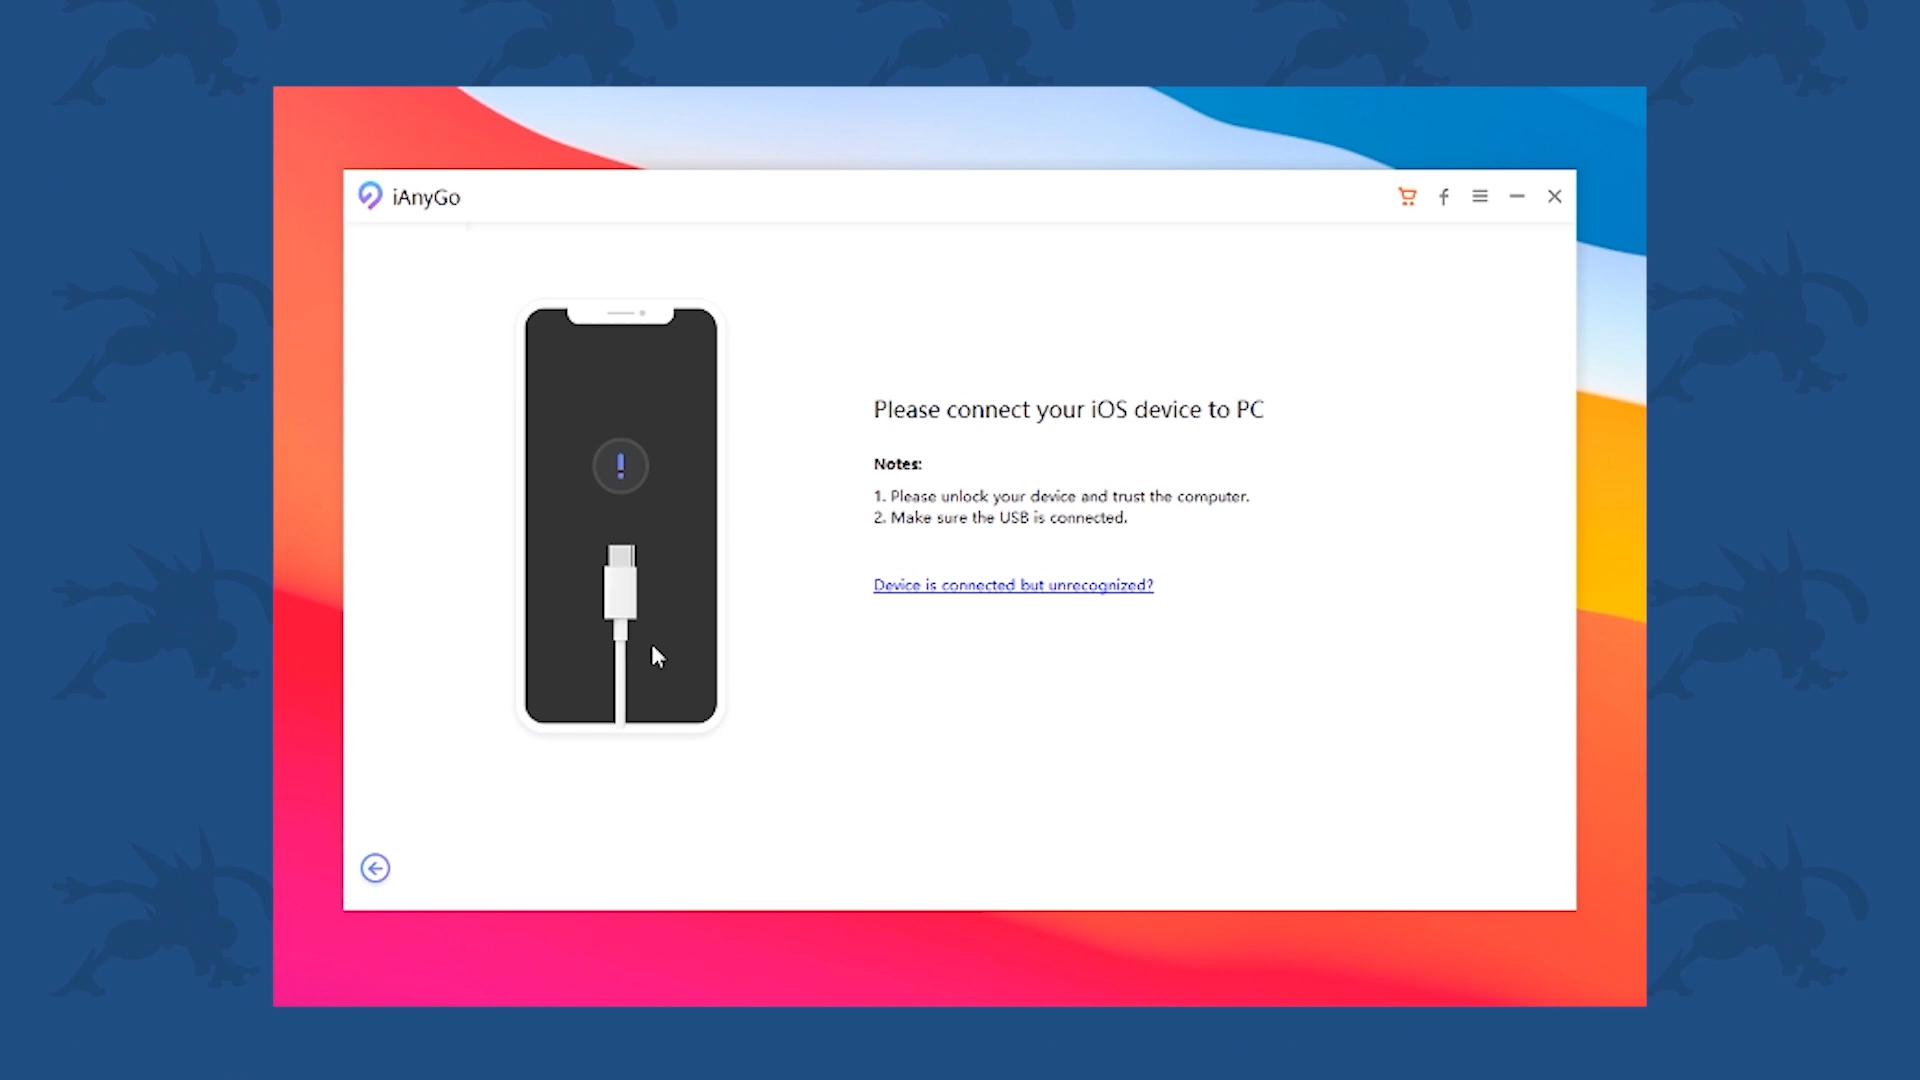 iAnyGo
Please connect your iOS device to PC
Notes:
1. Please unlock your device and trust the computer.
2. Make sure the USB is connected.
Device is connected but unrecognized?